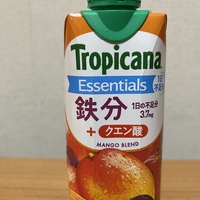 Tropicana
Essentials
鉄分
1日の不足分
3.7mg
+ クエン酸
MANGO BLEND